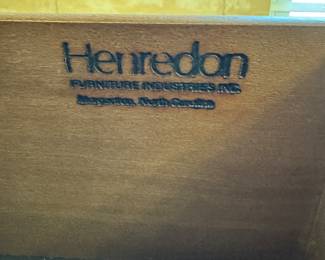 Henredon
FURNITURE INDUSTRIES INC.
Morganton, North Carolina